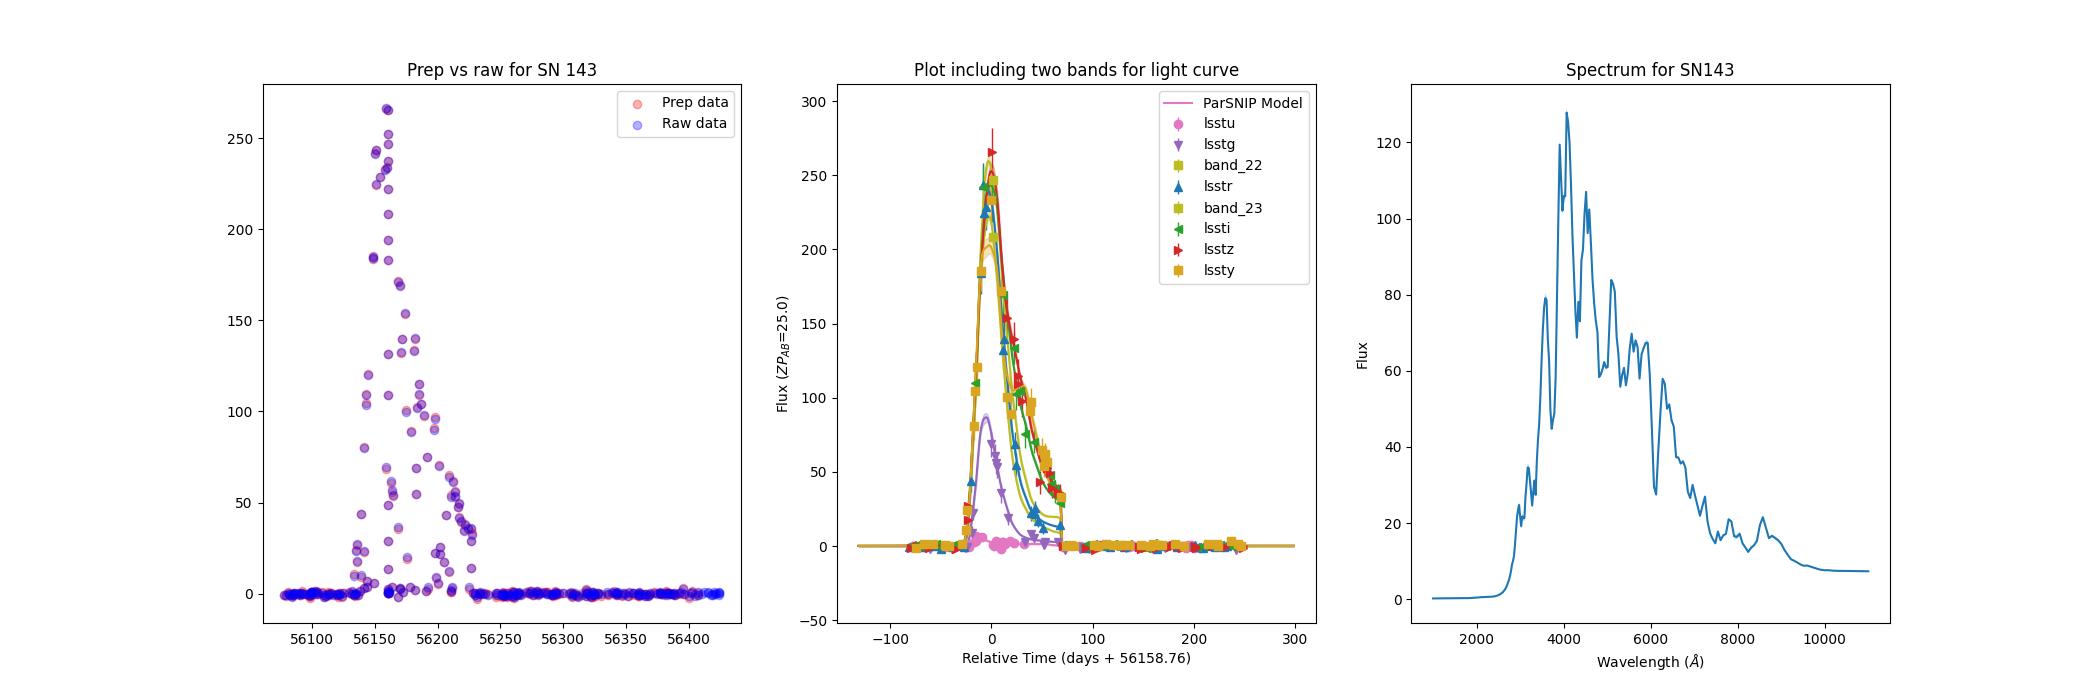 Prep vs raw for SN 143
Prep data
Raw data
250
200
150
100
50
0
56100 56150 56200 56250 56300 56350 56400
Plot including two bands for light curve
ParSNIP Model
lsstu
lsstg
band_22
lsstr
band_23
lssti
lsstz
lssty
300
250
200
150
100
50
0
−50
Flux (ZP_AB=25.0)
−100 0 100 200 300
Relative Time (days + 56158.76)
Spectrum for SN143
120
100
80
60
40
20
0
Flux
2000 4000 6000 8000 10000
Wavelength (Å)